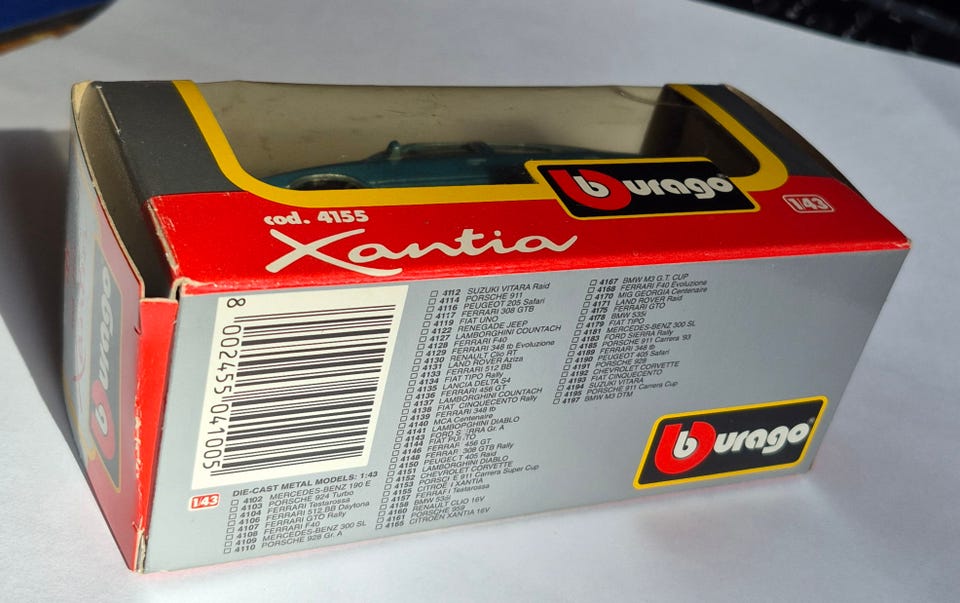 burago
cod. 4155
1/43
Xantia
8 002455 041005
1/43
DIE-CAST METAL MODELS: 1:43
4102 MERCEDES-BENZ 190 E
4103 PORSCHE 924 Turbo
4104 FERRARI Testarossa
4106 FERRARI 512 BB Daytona
4107 FERRARI GTO Rally
4108 FERRARI F40
4109 MERCEDES-BENZ 300 SL
4110 PORSCHE 928 Gr. A
4112 SUZUKI VITARA Raid
4114 PORSCHE 911
4116 PEUGEOT 205 Safari
4117 FERRARI 308 GTB
4119 FIAT UNO
4122 RENEGADE JEEP
4127 LAMBORGHINI COUNTACH
4128 FERRARI F40
4129 FERRARI 348 tb Evoluzione
4130 RENAULT Clio RT
4131 LAND ROVER Aziza
4133 FERRARI 512 BB
4134 FIAT TIPO Rally
4135 LANCIA DELTA S4
4136 FERRARI 456 GT
4137 LAMBORGHINI COUNTACH
4138 FIAT CINQUECENTO Rally
4139 FERRARI 348 tb
4140 MCA Centenaire
4141 LAMBORGHINI DIABLO
4143 FORD SIERRA Gr. A
4144 FIAT PUNTO
4146 FERRARI 456 GT
4148 FERRARI 308 GTB Rally
4150 PEUGEOT 405 Raid
4151 LAMBORGHINI DIABLO
4152 CHEVROLET CORVETTE
4153 PORSCHE 911 Carrera Super Cup
4155 CITROËN XANTIA
4157 FERRARI Testarossa
4158 BMW 535i
4160 RENAULT CLIO 16V
4161 PORSCHE 959
4165 CITROËN XANTIA 16V
4167 BMW M3 G.T. CUP
4168 FERRARI F40 Evoluzione
4170 MIG GEORGIA Centenaire
4171 LAND ROVER Raid
4175 FERRARI GTO
4178 BMW 535i
4179 FIAT TIPO
4181 MERCEDES-BENZ 300 SL
4183 FORD SIERRA Rally
4185 PORSCHE 911 Carrera '93
4189 FERRARI 348 tb
4190 PEUGEOT 405 Safari
4191 PORSCHE 928
4192 CHEVROLET CORVETTE
4193 FIAT CINQUECENTO
4194 SUZUKI VITARA
4195 PORSCHE 911 Carrera Cup
4197 BMW M3 DTM
burago